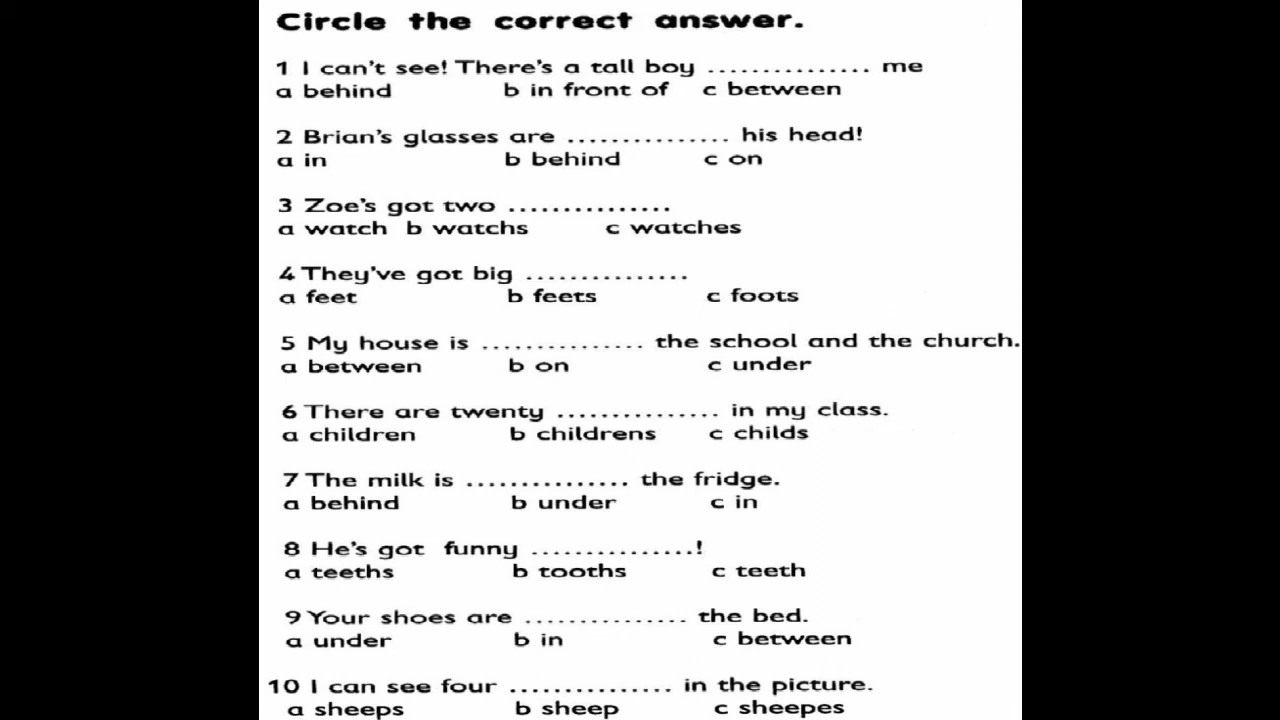 Circle the correct answer.
1 I can't see! There's a tall boy ............... me
a behind b in front of c between
2 Brian's glasses are ............... his head!
a in b behind c on
3 Zoe's got two ...............
a watch b watchs c watches
4 They've got big ...............
a feet b feets c foots
5 My house is ............... the school and the church.
a between b on c under
6 There are twenty ............... in my class.
a children b childrens c childs
7 The milk is ............... the fridge.
a behind b under c in
8 He's got funny ...............!
a teeths b tooths c teeth
9 Your shoes are ............... the bed.
a under b in c between
10 I can see four ............... in the picture.
a sheeps b sheep c sheepes